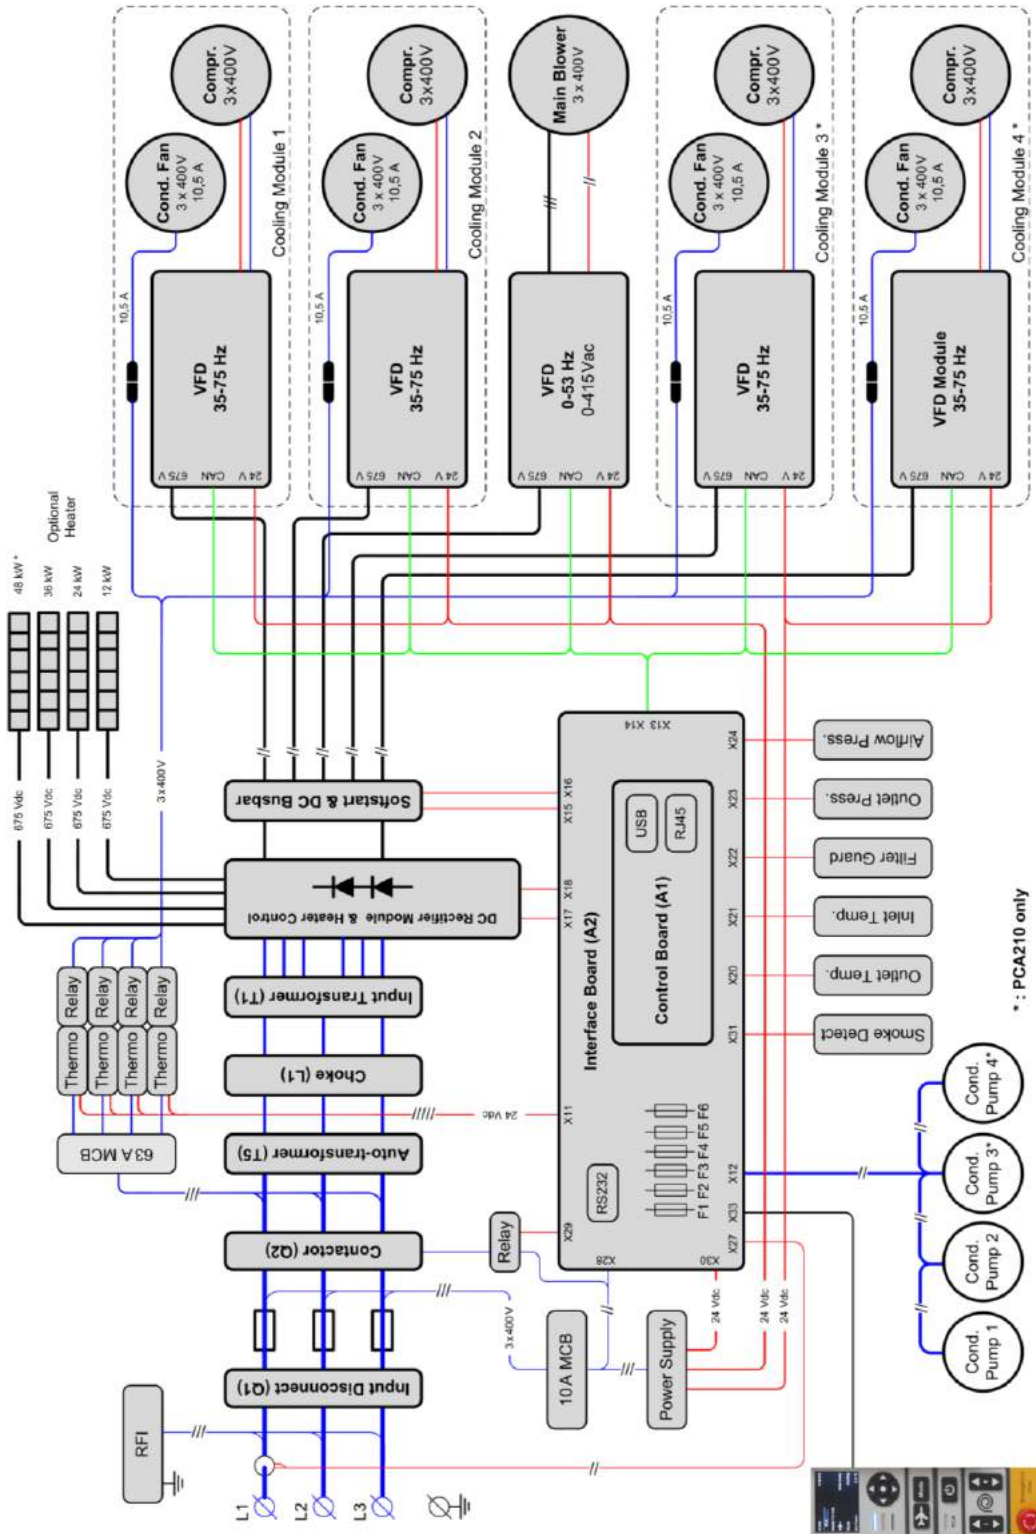 Compr.
3x400V
Cond. Fan
3 x 400V
10,5 A
Cooling Module 1
10,5 A
VFD
35-75 Hz
675 V
CAN
24 V
Compr.
3x400V
Cond. Fan
3 x 400V
10,5 A
Cooling Module 2
10,5 A
VFD
35-75 Hz
675 V
CAN
24 V
Main Blower
3 x 400V
VFD
0-53 Hz
0-415Vac
675 V
CAN
24 V
Compr.
3x400V
Cond. Fan
3 x 400V
10,5 A
Cooling Module 3 *
10,5 A
VFD
35-75 Hz
675 V
CAN
24 V
Compr.
3x400V
Cond. Fan
3 x 400V
10,5 A
Cooling Module 4 *
10,5 A
VFD Module
35-75 Hz
675 V
CAN
24 V
Optional
Heater
48 kW *
36 kW
24 kW
12 kW
675 Vdc
675 Vdc
675 Vdc
675 Vdc
3x400V
Softstart & DC Busbar
DC Rectifier Module & Heater Control
Input Transformer (T1)
Choke (L1)
Auto-transformer (T5)
Contactor (Q2)
Input Disconnect (Q1)
Thermo
Relay
Thermo
Relay
Thermo
Relay
Thermo
Relay
63A MCB
24 Vdc
RFI
L1
L2
L3
3x400V
10A MCB
Power Supply
Relay
24 Vdc
24 Vdc
24 Vdc
Interface Board (A2)
Control Board (A1)
USB
RJ45
RS232
F1
F2
F3
F4
F5
F6
X13
X14
X16
X15
X18
X17
X11
X29
X28
X30
X27
X33
X12
X31
X20
X21
X22
X23
X24
Airflow Press.
Outlet Press.
Filter Guard
Inlet Temp.
Outlet Temp.
Smoke Detect
Cond.
Pump 1
Cond.
Pump 2
Cond.
Pump 3*
Cond.
Pump 4*
* : PCA210 only
Mode